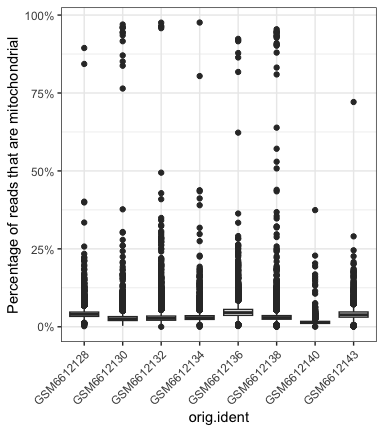 Percentage of reads that are mitochondrial
100%
75%
50%
25%
0%
GSM6612128
GSM6612130
GSM6612132
GSM6612134
GSM6612136
GSM6612138
GSM6612140
GSM6612143
orig.ident